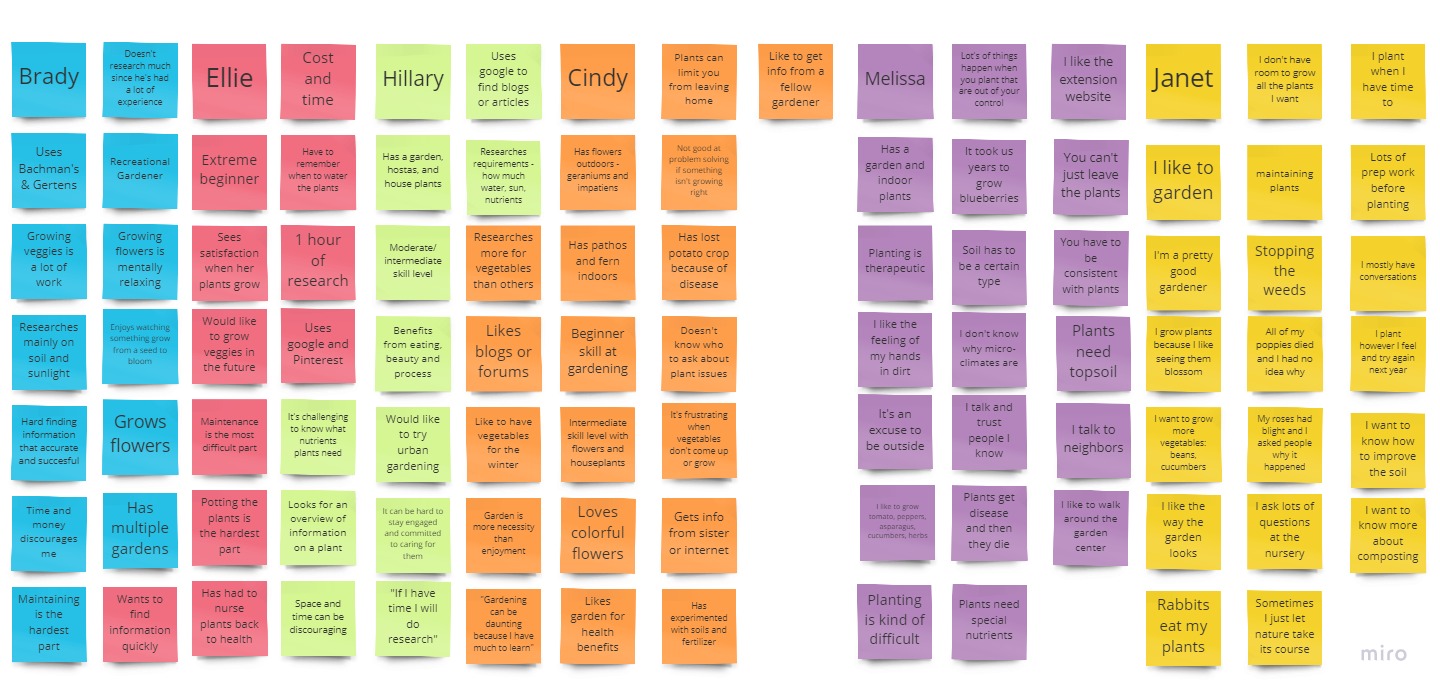 Brady
Doesn't
research much
since he's had
a lot of
experience
Uses
Bachman's
& Gertens
Recreational
Gardener
Growing
veggies is
a lot of
work
Growing
flowers is
mentally
relaxing
Researches
mainly on
soil and
sunlight
Enjoys watching
something grow
from a seed to
bloom
Hard finding
information
that accurate
and succesful
Grows
flowers
Time and
money
discourages
me
Has
multiple
gardens
Maintaining
is the
hardest
part
Wants to
find
information
quickly
Ellie
Cost
and
time
Extreme
beginner
Have to
remember
when to water
the plants
Sees
satisfaction
when her
plants grow
1 hour
of
research
Would like
to grow
veggies in
the future
Uses
google and
Pinterest
Maintenance
is the most
difficult part
It's challenging
to know what
nutrients
plants need
Potting the
plants is
the hardest
part
Looks for an
overview of
information
on a plant
Has had to
nurse
plants back
to health
Space and
time can be
discouraging
Hillary
Uses
google to
find blogs
or articles
Has a garden,
hostas, and
house plants
Researches
requirements -
how much
water, sun,
nutrients
Moderate/
intermediate
skill level
Researches
more for
vegetables
than others
Benefits
from eating,
beauty and
process
Likes
blogs or
forums
Would like
to try
urban
gardening
Like to have
vegetables
for the
winter
It can be hard to
stay engaged
and committed
to caring for
them
Garden is
more necessity
than
enjoyment
"If I have
time I will
do
research"
"Gardening
can be
daunting
because I have
much to learn"
Cindy
Plants can
limit you
from leaving
home
Like to get
info from a
fellow
gardener
Has flowers
outdoors -
geraniums and
impatiens
Not good at
problem solving
if something
isn't growing
right
Has pathos
and fern
indoors
Has lost
potato crop
because of
disease
Beginner
skill at
gardening
Doesn't
know who
to ask about
plant issues
Intermediate
skill level with
flowers and
houseplants
It's frustrating
when
vegetables
don't come up
or grow
Loves
colorful
flowers
Gets info
from sister
or internet
Likes
garden for
health
benefits
Has
experimented
with soils and
fertilizer
Melissa
Lot's of things
happen when
you plant that
are out of your
control
I like the
extension
website
Has a
garden and
indoor
plants
It took us
years to
grow
blueberries
You can't
just leave
the plants
Planting is
therapeutic
Soil has to
be a certain
type
You have to
be
consistent
with plants
I like the
feeling of
my hands
in dirt
I don't know
why micro-
climates are
Plants
need
topsoil
It's an
excuse to
be outside
I talk and
trust
people I
know
I talk to
neighbors
I like to grow
tomato, peppers,
asparagus,
cucumbers, herbs
Plants get
disease
and then
they die
I like to walk
around the
garden
center
Planting
is kind of
difficult
Plants need
special
nutrients
Janet
I don't have
room to grow
all the plants
I want
I plant
when I
have time
to
I like to
garden
maintaining
plants
Lots of
prep work
before
planting
I'm a pretty
good
gardener
Stopping
the
weeds
I mostly have
conversations
I grow plants
because I like
seeing them
blossom
All of my
poppies died
and I had no
idea why
I plant
however I feel
and try again
next year
I want to grow
more
vegetables:
beans,
cucumbers
My roses had
blight and I
asked people
why it
happened
I want to
know how
to improve
the soil
I like the
way the
garden
looks
I ask lots of
questions
at the
nursery
I want to
know more
about
composting
Rabbits
eat my
plants
Sometimes
I just let
nature take
its course
miro